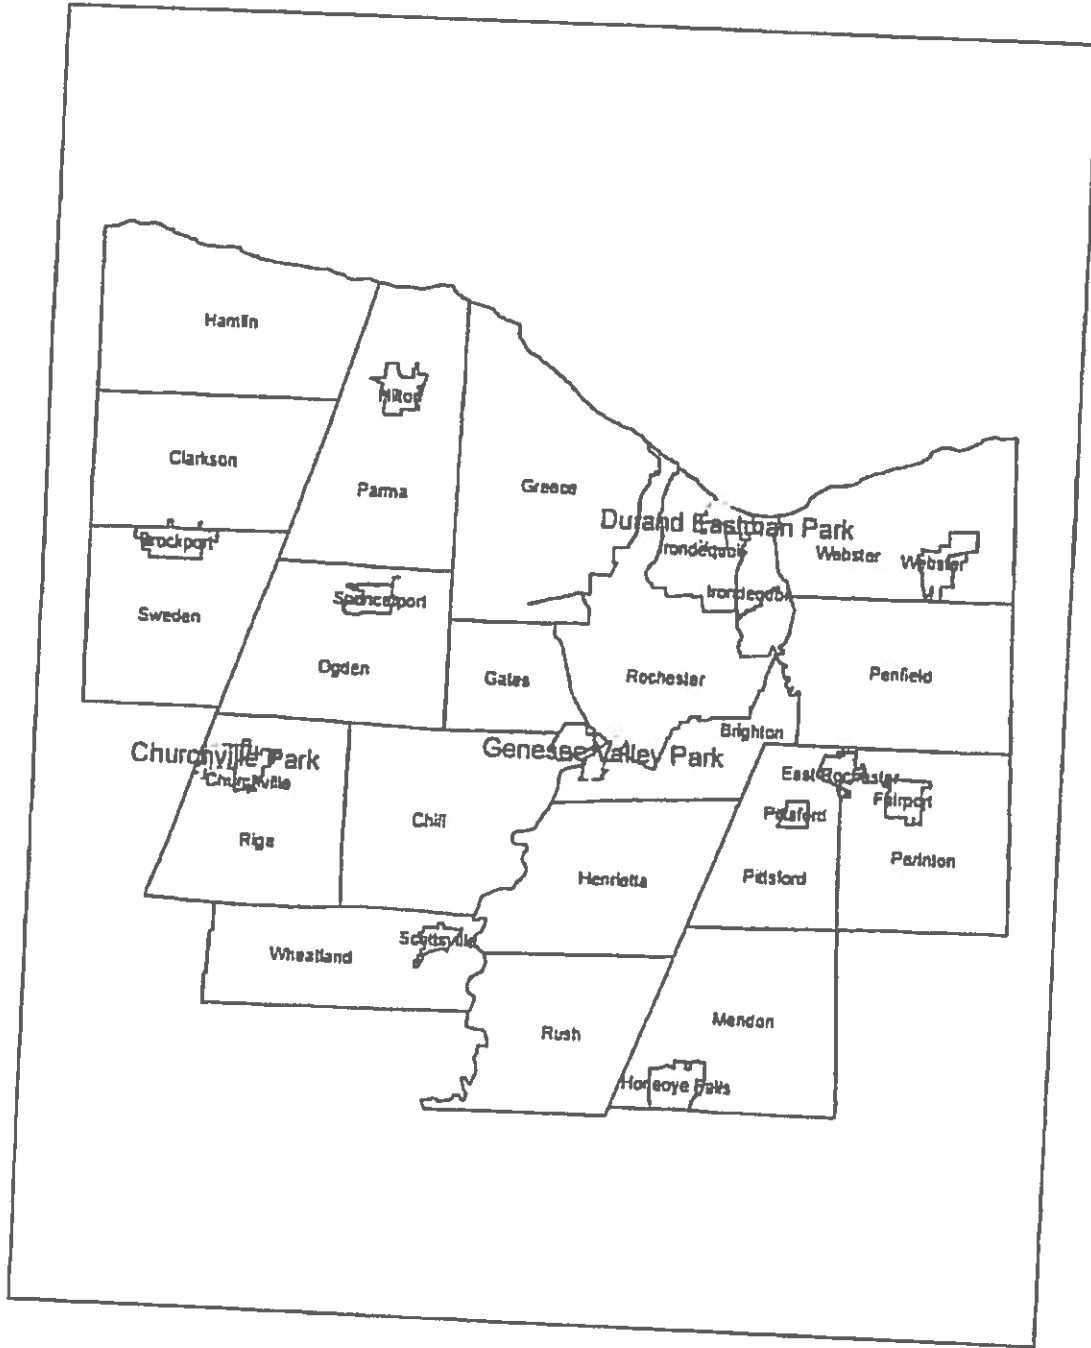 Hamlin
Hilton
Clarkson
Parma
Greece
Durand Eastman Park
Brockport
Irondequoit
Webster
Webster
Spencerport
Irondequoit
Sweden
Ogden
Gates
Rochester
Penfield
Brighton
Churchville Park
Genesee Valley Park
Churchville
East Rochester
Fairport
Pittsford
Chili
Riga
Perinton
Henrietta
Pittsford
Scottsville
Wheatland
Mendon
Rush
Honeoye Falls